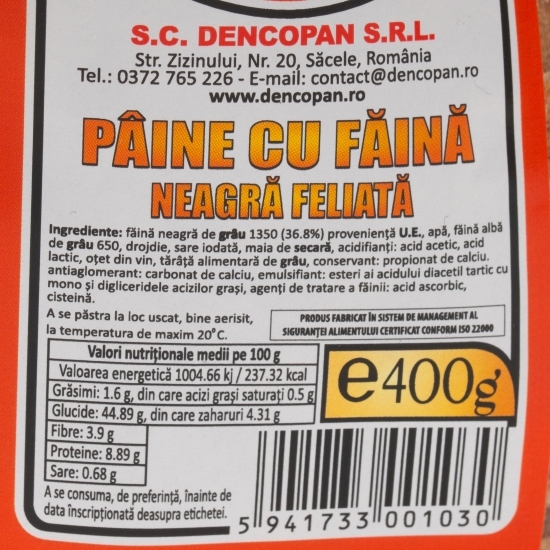 S.C. DENCOPAN S.R.L.
Str. Zizinului, Nr. 20, Săcele, România
Tel.: 0372 765 226 - E-mail: contact@dencopan.ro
www.dencopan.ro
PÂINE CU FĂINĂ
NEAGRĂ FELIATĂ
Ingrediente: făină neagră de grâu 1350 (36.8%) proveniență U.E., apă, făină albă
de grâu 650, drojdie, sare iodată, maia de secară, acidifianți: acid acetic, acid
lactic, oțet din vin, tărâță alimentară de grâu, conservant: propionat de calciu.
antiaglomerant: carbonat de calciu, emulsifiant: esteri ai acidului diacetil tartic cu
mono și digliceridele acizilor grași, agenți de tratare a făinii: acid ascorbic,
cisteină.
A se păstra la loc uscat, bine aerisit,
la temperatura de maxim 20°C.
PRODUS FABRICAT ÎN SISTEM DE MANAGEMENT AL
SIGURANȚEI ALIMENTULUI CERTIFICAT CONFORM ISO 22000
Valori nutriționale medii pe 100 g
Valoarea energetică 1004.66 kj / 237.32 kcal
Grăsimi: 1.6 g, din care acizi grași saturați 0.5 g
Glucide: 44.89 g, din care zaharuri 4.31 g
Fibre: 3.9 g
Proteine: 8.89 g
Sare: 0.68 g
e400g
A se consuma, de preferință, înainte de
data înscripționată deasupra etichetei.
5 941733 001030